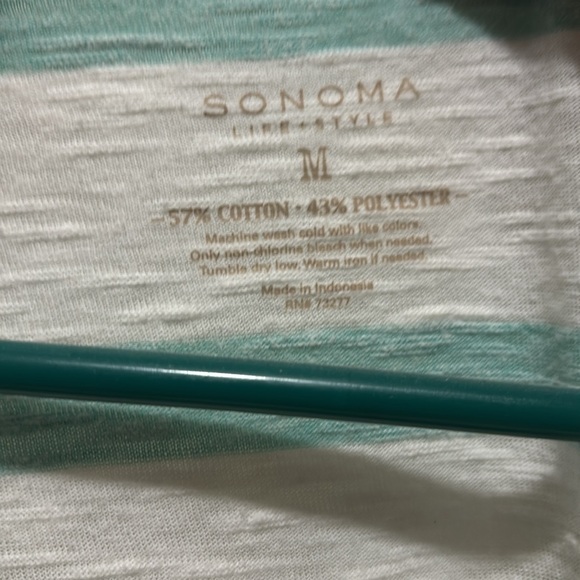 SONOMA
LIFE + STYLE
M
57% COTTON • 43% POLYESTER
Machine wash cold with like colors.
Only non-chlorine bleach when needed.
Tumble dry low. Warm iron if needed.
Made in Indonesia
RN# 73277